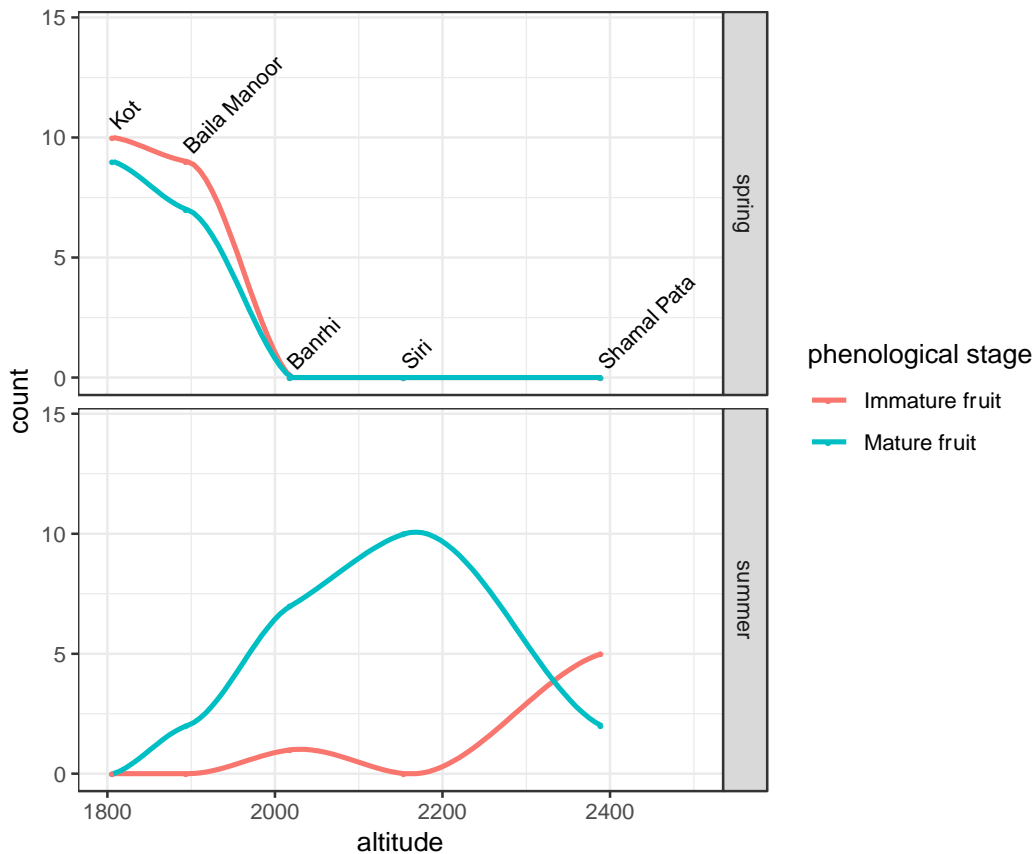 15
10
5
0
Kot
Baila Manoor
Banrhi
Siri
Shamal Pata
spring
15
10
5
0
summer
1800
2000
2200
2400
altitude
count
phenological stage
Immature fruit
Mature fruit